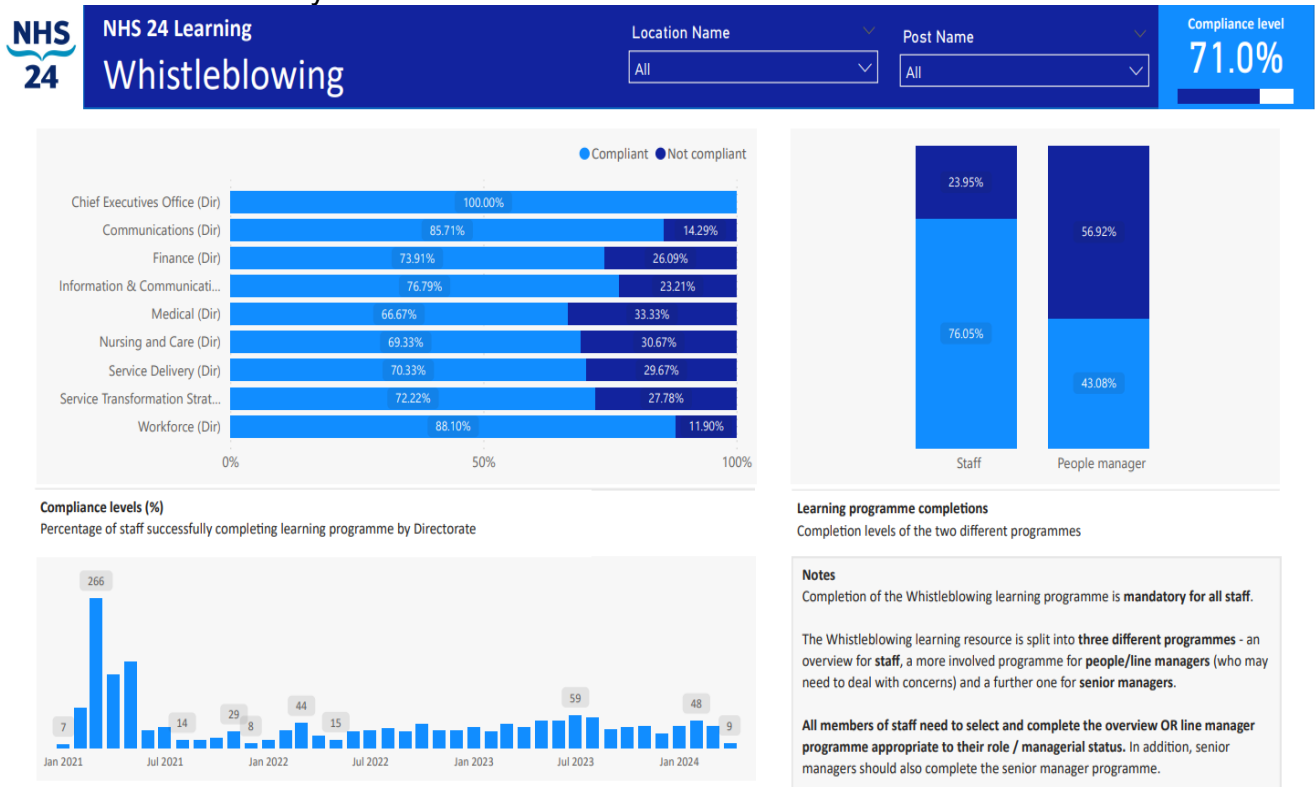 NHS
24
NHS 24 Learning
Whistleblowing
Location Name
All
Post Name
All
Compliance level
71.0%
Compliant Not compliant
Chief Executives Office (Dir) 100.00%
Communications (Dir) 85.71% 14.29%
Finance (Dir) 73.91% 26.09%
Information & Communicati... 76.79% 23.21%
Medical (Dir) 66.67% 33.33%
Nursing and Care (Dir) 69.33% 30.67%
Service Delivery (Dir) 70.33% 29.67%
Service Transformation Strat... 72.22% 27.78%
Workforce (Dir) 88.10% 11.90%
0% 50% 100%
Compliance levels (%)
Percentage of staff successfully completing learning programme by Directorate
23.95%
76.05%
56.92%
43.08%
Staff People manager
Learning programme completions
Completion levels of the two different programmes
7 266 14 29 8 44 15 59 48 9
Jan 2021 Jul 2021 Jan 2022 Jul 2022 Jan 2023 Jul 2023 Jan 2024
Notes
Completion of the Whistleblowing learning programme is mandatory for all staff.
The Whistleblowing learning resource is split into three different programmes - an
overview for staff, a more involved programme for people/line managers (who may
need to deal with concerns) and a further one for senior managers.
All members of staff need to select and complete the overview OR line manager
programme appropriate to their role / managerial status. In addition, senior
managers should also complete the senior manager programme.